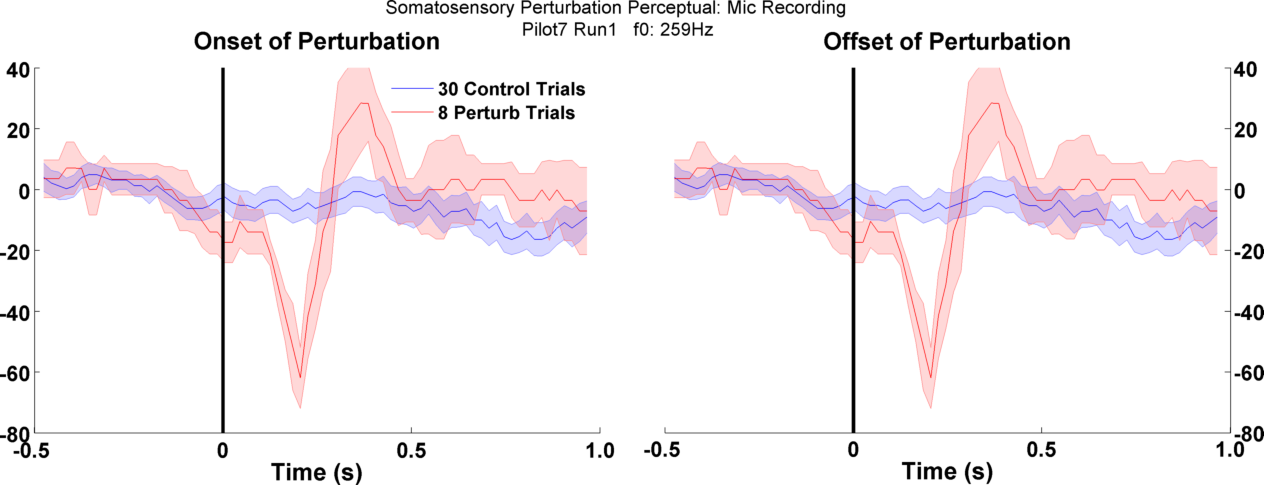 Somatosensory Perturbation Perceptual: Mic Recording
Pilot7 Run1 f0: 259Hz
Onset of Perturbation
Offset of Perturbation
30 Control Trials
8 Perturb Trials
40
20
0
-20
-40
-60
-80
-0.5
0
0.5
1.0
Time (s)
40
20
0
-20
-40
-60
-80
-0.5
0
0.5
1.0
Time (s)